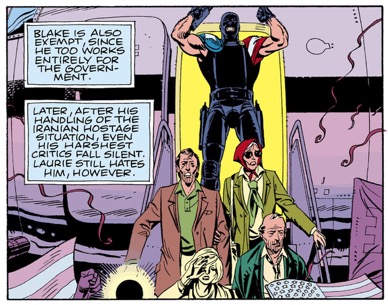 BLAKE IS ALSO
EXEMPT, SINCE
HE TOO WORKS
ENTIRELY FOR
THE GOVERN-
MENT.
LATER, AFTER HIS
HANDLING OF THE
IRANIAN HOSTAGE
SITUATION, EVEN
HIS HARSHEST
CRITICS FALL SILENT.
LAURIE STILL HATES
HIM, HOWEVER.